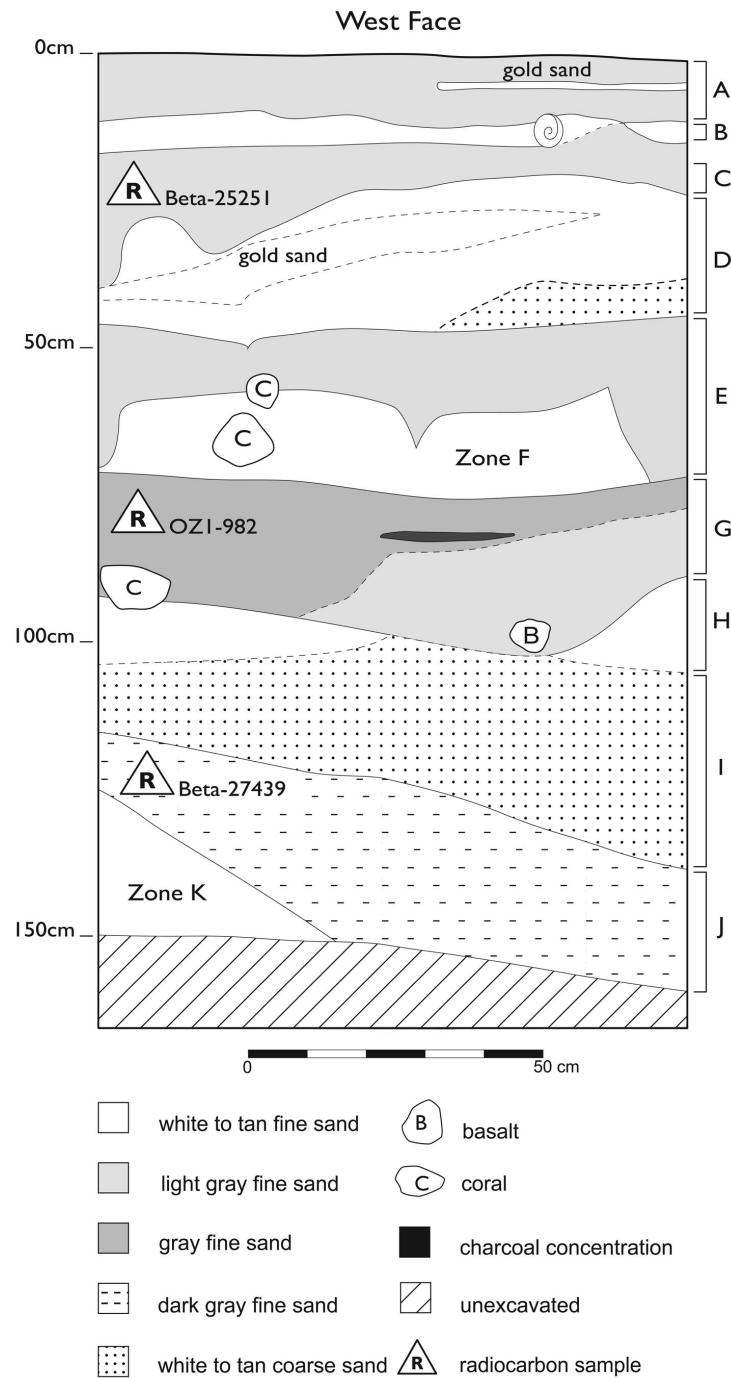 West Face
0cm
gold sand
A
B
C
R Beta-25251
D
gold sand
50cm
E
C
C
Zone F
R OZ1-982
G
C
H
B
100cm
I
R Beta-27439
Zone K
J
150cm
0 50 cm
white to tan fine sand
B basalt
light gray fine sand
C coral
gray fine sand
charcoal concentration
dark gray fine sand
unexcavated
white to tan coarse sand
R radiocarbon sample